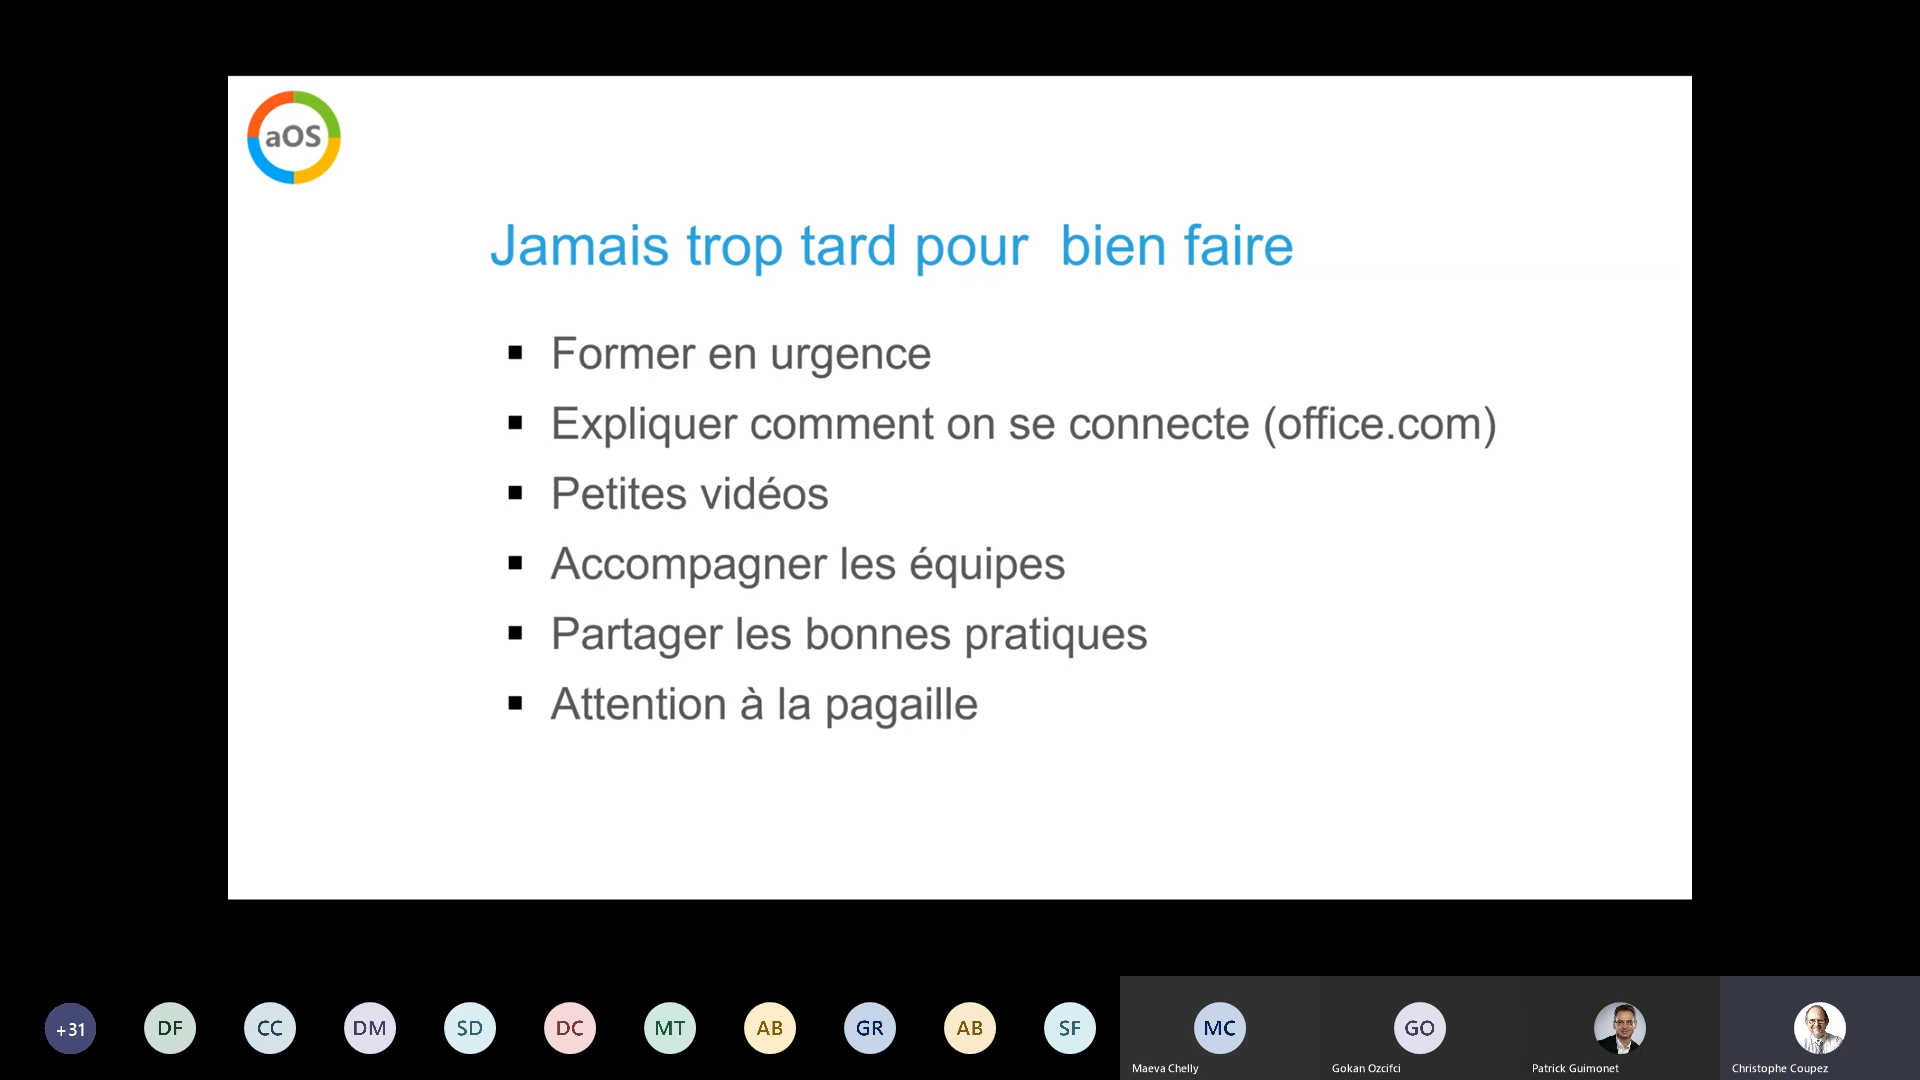 aOS
Jamais trop tard pour  bien faire
▪ Former en urgence
▪ Expliquer comment on se connecte (office.com)
▪ Petites vidéos
▪ Accompagner les équipes
▪ Partager les bonnes pratiques
▪ Attention à la pagaille
+31 DF CC DM SD DC MT AB GR AB SF MC GO
Maeva Chelly Gokan Ozcifci Patrick Guimonet Christophe Coupez